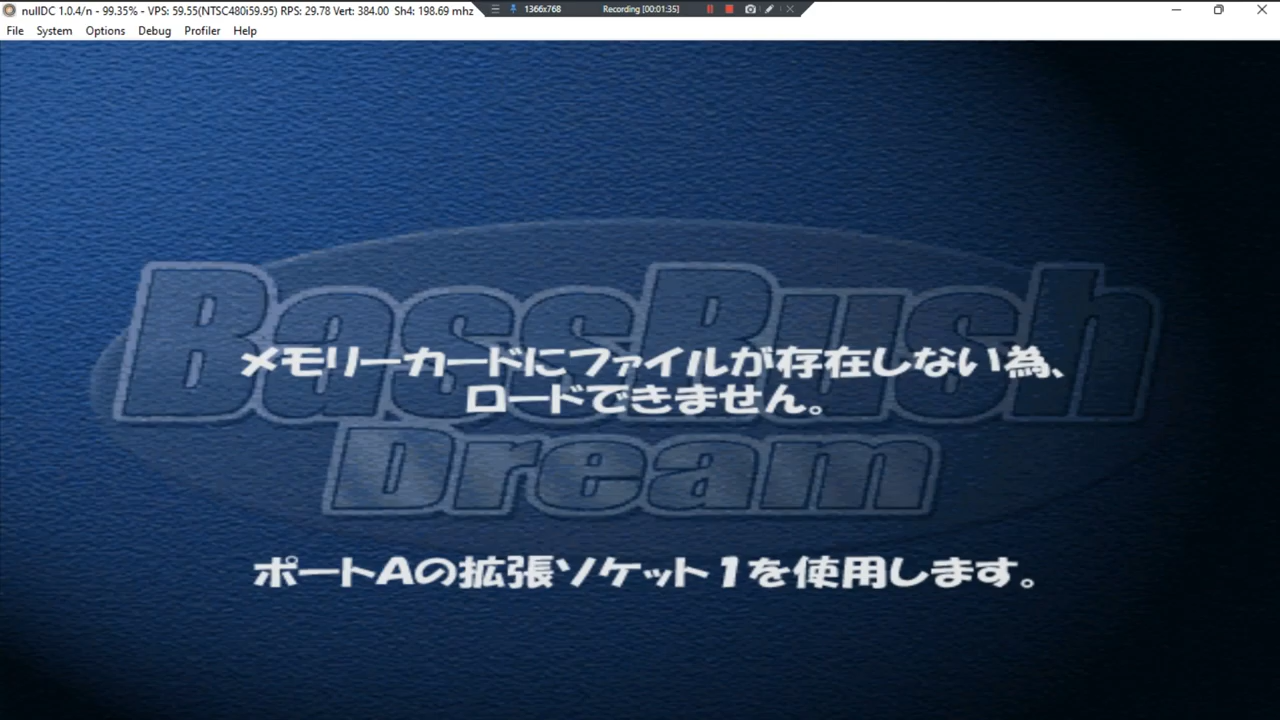 nullDC 1.0.4/n - 99.35% - VPS: 59.55(NTSC480i59.95) RPS: 29.78 Vert: 384.00 Sh4: 198.69 mhz
1366x768
Recording [00:01:35]
File System Options Debug Profiler Help
BassRush
メモリーカードにファイルが存在しない為、
ロードできません。
Dream
ポートAの拡張ソケット1を使用します。